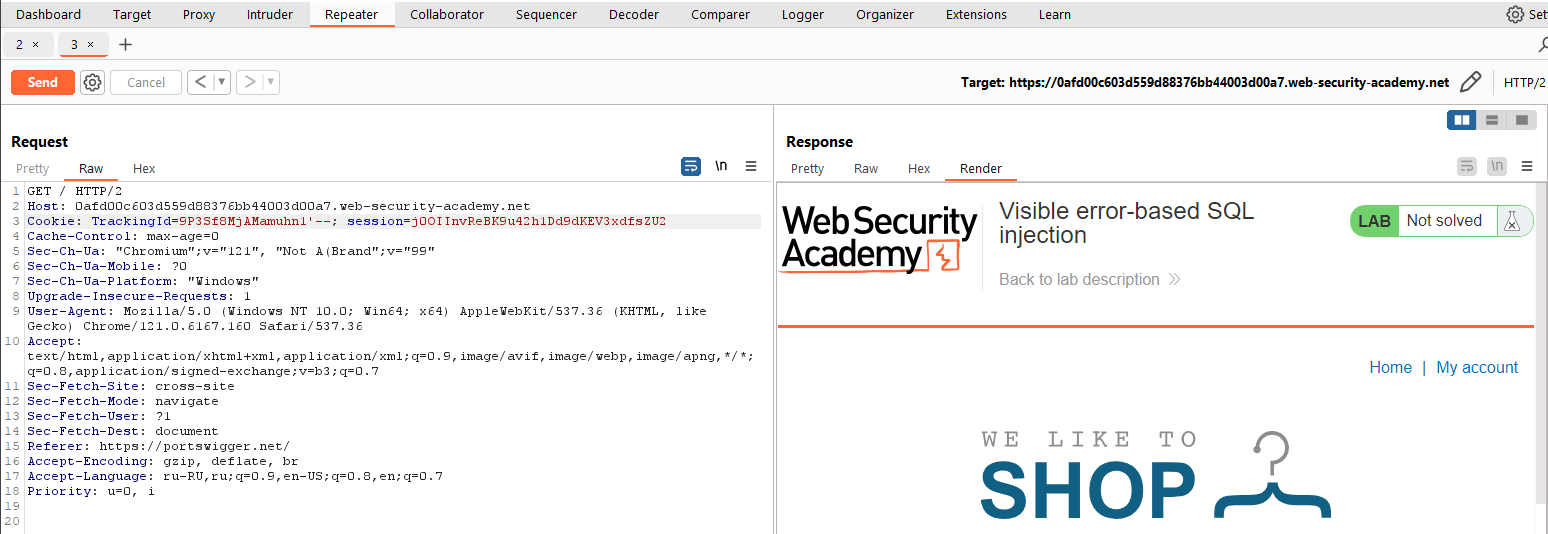 Dashboard Target Proxy Intruder Repeater Collaborator Sequencer Decoder Comparer Logger Organizer Extensions Learn
2 × 3 × +
Send Cancel < >
Target: https://0afd00c603d559d88376bb44003d00a7.web-security-academy.net HTTP/2
Request
Pretty Raw Hex \n
1 GET / HTTP/2
2 Host: 0afd00c603d559d88376bb44003d00a7.web-security-academy.net
3 Cookie: TrackingId=9P3Sf8MjAMamuhn1'--; session=jOOIInvReBK9u42h1Dd9dKEV3xdfsZU2
4 Cache-Control: max-age=0
5 Sec-Ch-Ua: "Chromium";v="121", "Not A(Brand";v="99"
6 Sec-Ch-Ua-Mobile: ?0
7 Sec-Ch-Ua-Platform: "Windows"
8 Upgrade-Insecure-Requests: 1
9 User-Agent: Mozilla/5.0 (Windows NT 10.0; Win64; x64) AppleWebKit/537.36 (KHTML, like
Gecko) Chrome/121.0.6167.160 Safari/537.36
10 Accept:
text/html,application/xhtml+xml,application/xml;q=0.9,image/avif,image/webp,image/apng,*/*;
q=0.8,application/signed-exchange;v=b3;q=0.7
11 Sec-Fetch-Site: cross-site
12 Sec-Fetch-Mode: navigate
13 Sec-Fetch-User: ?1
14 Sec-Fetch-Dest: document
15 Referer: https://portswigger.net/
16 Accept-Encoding: gzip, deflate, br
17 Accept-Language: ru-RU,ru;q=0.9,en-US;q=0.8,en;q=0.7
18 Priority: u=0, i
19
20
Response
Pretty Raw Hex Render \n
Web Security
Academy
Visible error-based SQL
injection
Back to lab description
LAB Not solved
Home | My account
WE LIKE TO
SHOP